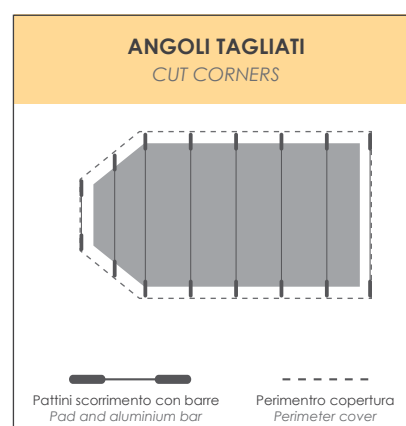 ANGOLI TAGLIATI
CUT CORNERS
Pattini scorrimento con barre
Pad and aluminium bar
Perimentro copertura
Perimeter cover